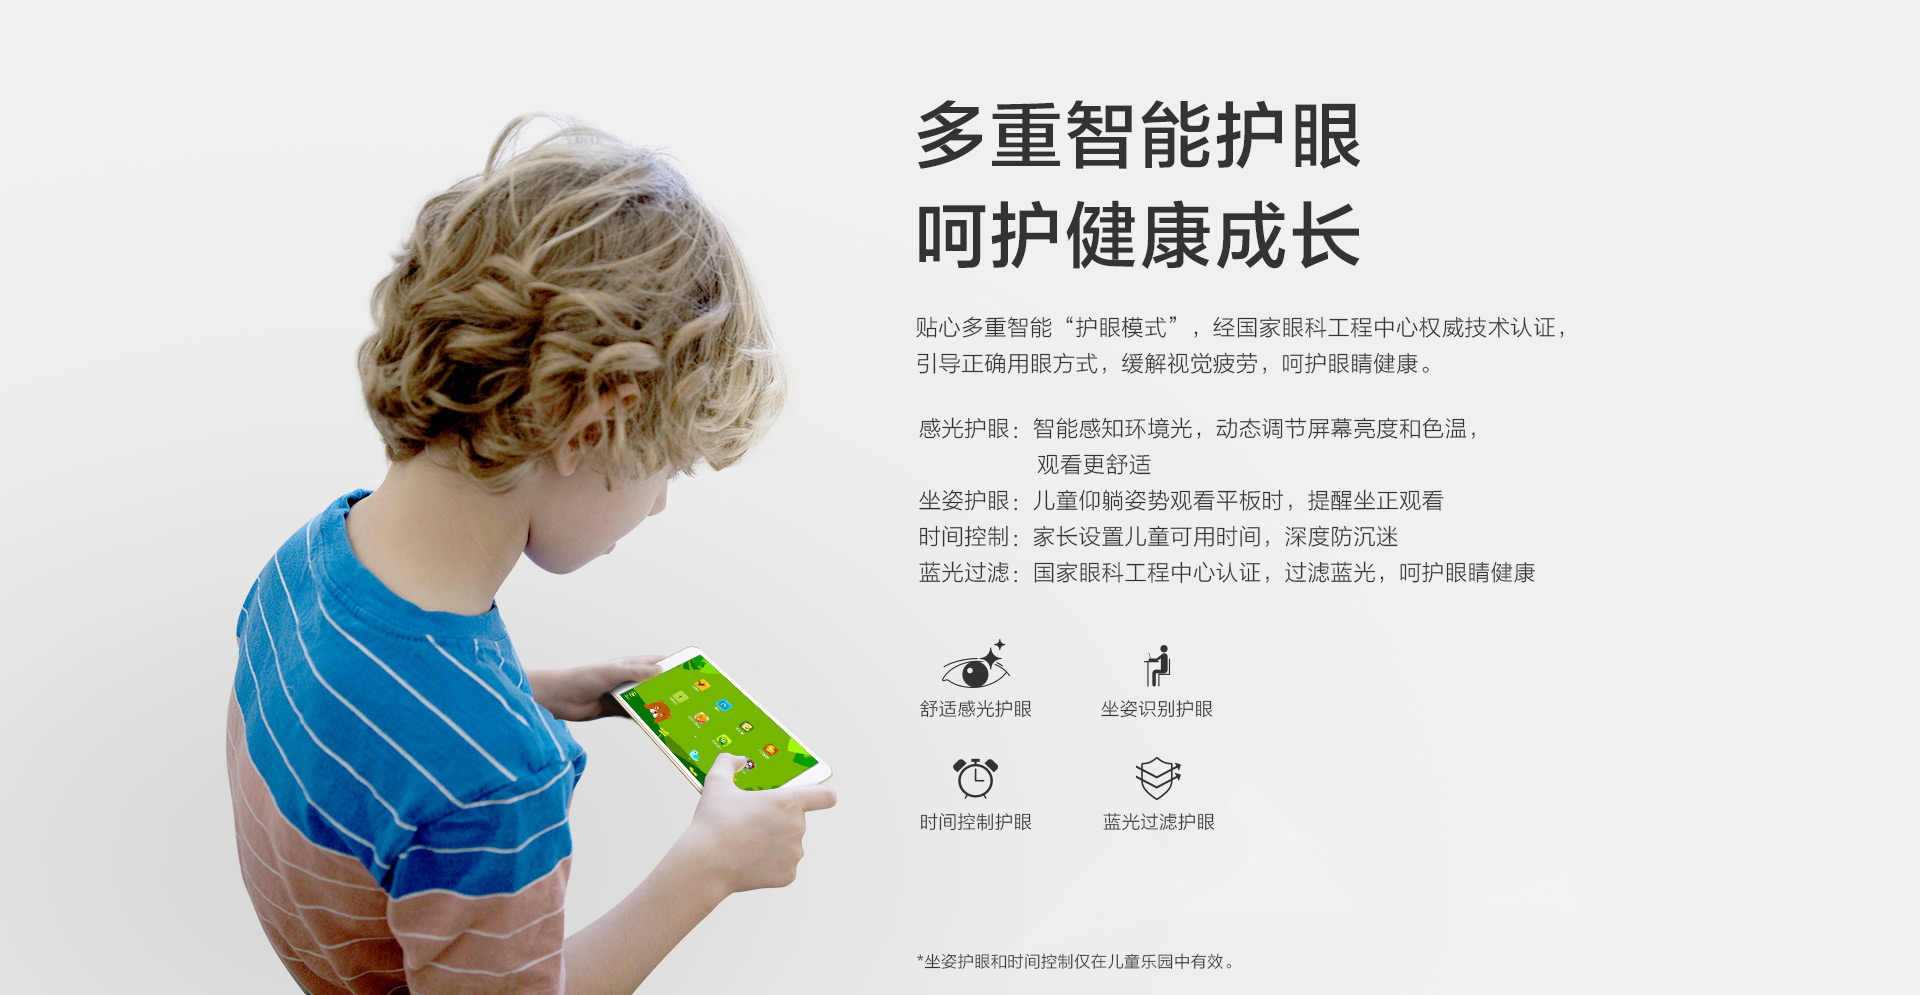 多重智能护眼
呵护健康成长
贴心多重智能“护眼模式”，经国家眼科工程中心权威技术认证，
引导正确用眼方式，缓解视觉疲劳，呵护眼睛健康。
感光护眼：智能感知环境光，动态调节屏幕亮度和色温，
观看更舒适
坐姿护眼：儿童仰躺姿势观看平板时，提醒坐正观看
时间控制：家长设置儿童可用时间，深度防沉迷
蓝光过滤：国家眼科工程中心认证，过滤蓝光，呵护眼睛健康
舒适感光护眼 坐姿识别护眼
时间控制护眼 蓝光过滤护眼
*坐姿护眼和时间控制仅在儿童乐园中有效。